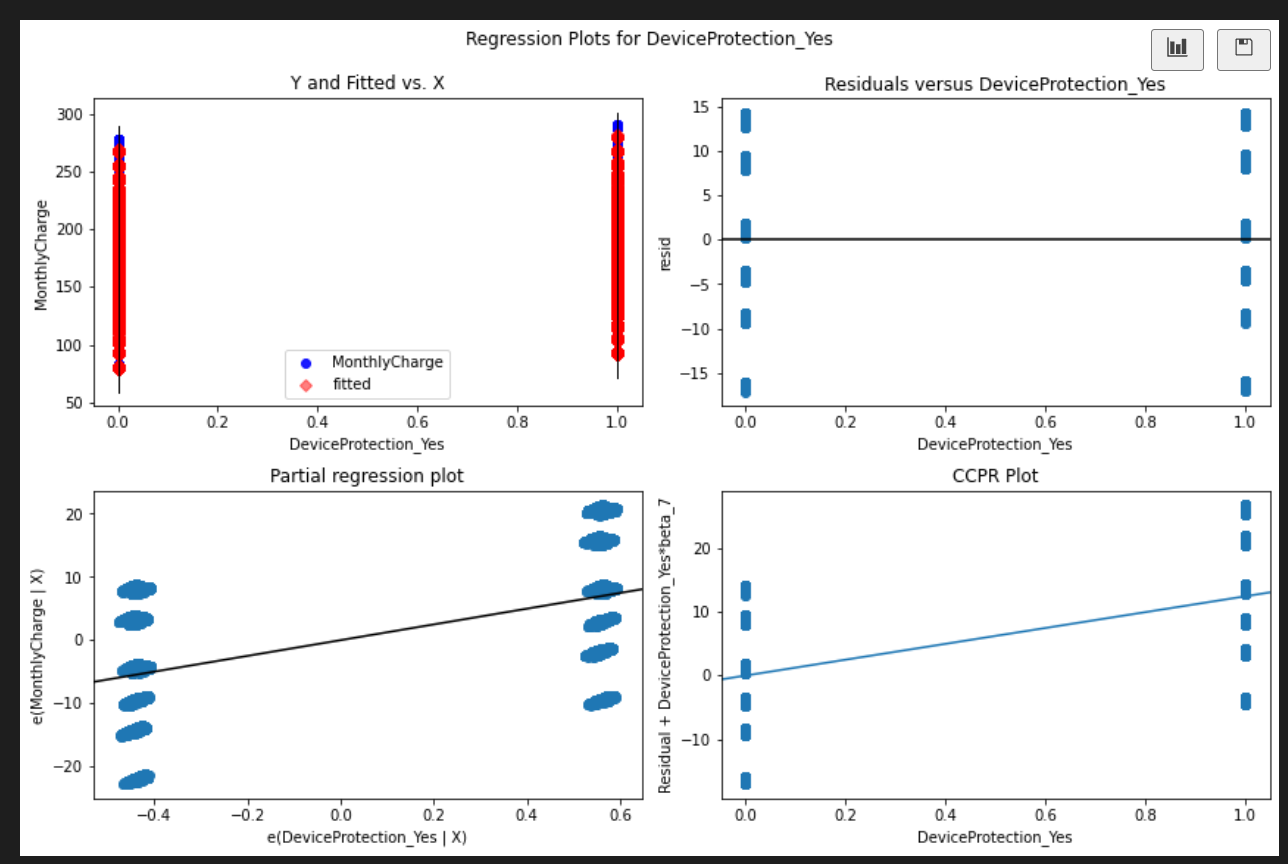 Regression Plots for DeviceProtection_Yes
Y and Fitted vs. X
300
250
200
150
100
50
MonthlyCharge
MonthlyCharge
fitted
0.0 0.2 0.4 0.6 0.8 1.0
DeviceProtection_Yes
Residuals versus DeviceProtection_Yes
15
10
5
0
−5
−10
−15
resid
0.0 0.2 0.4 0.6 0.8 1.0
DeviceProtection_Yes
Partial regression plot
20
10
0
−10
−20
e(MonthlyCharge | X)
−0.4 −0.2 0.0 0.2 0.4 0.6
e(DeviceProtection_Yes | X)
CCPR Plot
20
10
0
−10
Residual + DeviceProtection_Yes*beta_7
0.0 0.2 0.4 0.6 0.8 1.0
DeviceProtection_Yes